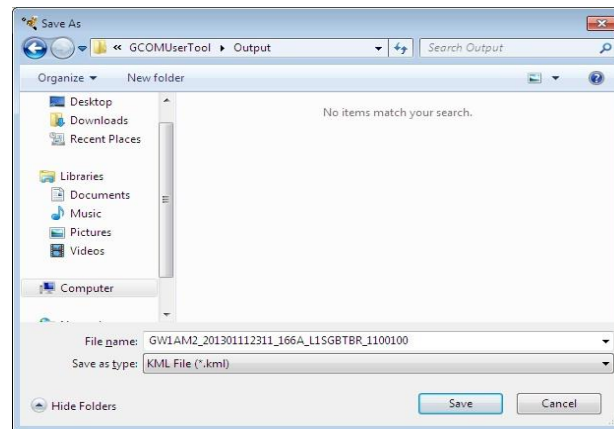 Save As
« GCOMUserTool ▸ Output
Search Output
Organize ▾ New folder
Desktop
Downloads
Recent Places
No items match your search.
Libraries
Documents
Music
Pictures
Videos
Computer
File name: GW1AM2_201301112311_166A_L1SGBTBR_1100100
Save as type: KML File (*.kml)
Hide Folders
Save
Cancel